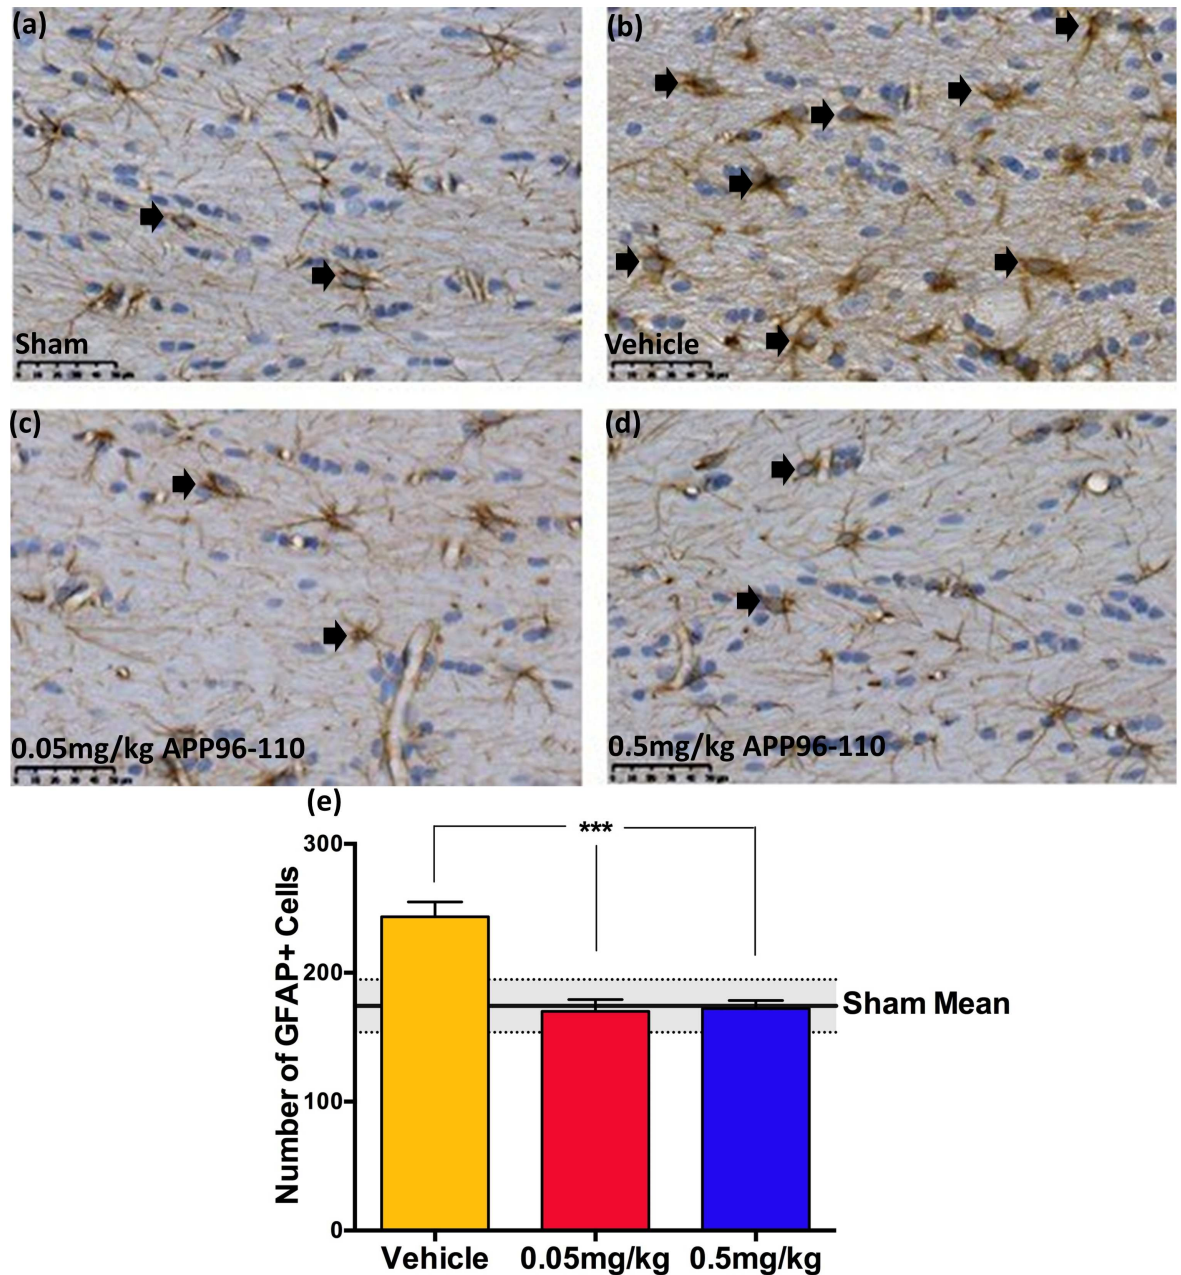 (a)
(b)
Sham
Vehicle
(c)
(d)
0.05mg/kg APP96-110
0.5mg/kg APP96-110
(e)
***
300
200
100
0
Number of GFAP+ Cells
Sham Mean
Vehicle
0.05mg/kg
0.5mg/kg